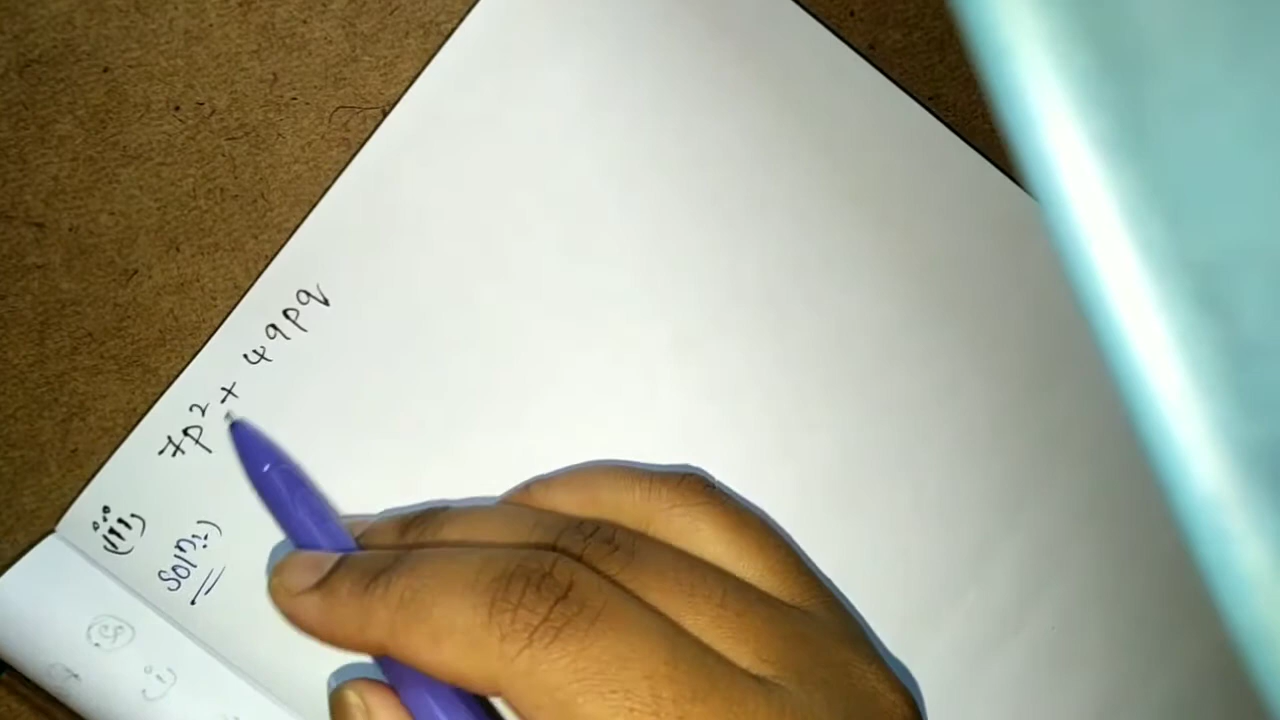 (iii) 7p² + 49pq
Soln:-)